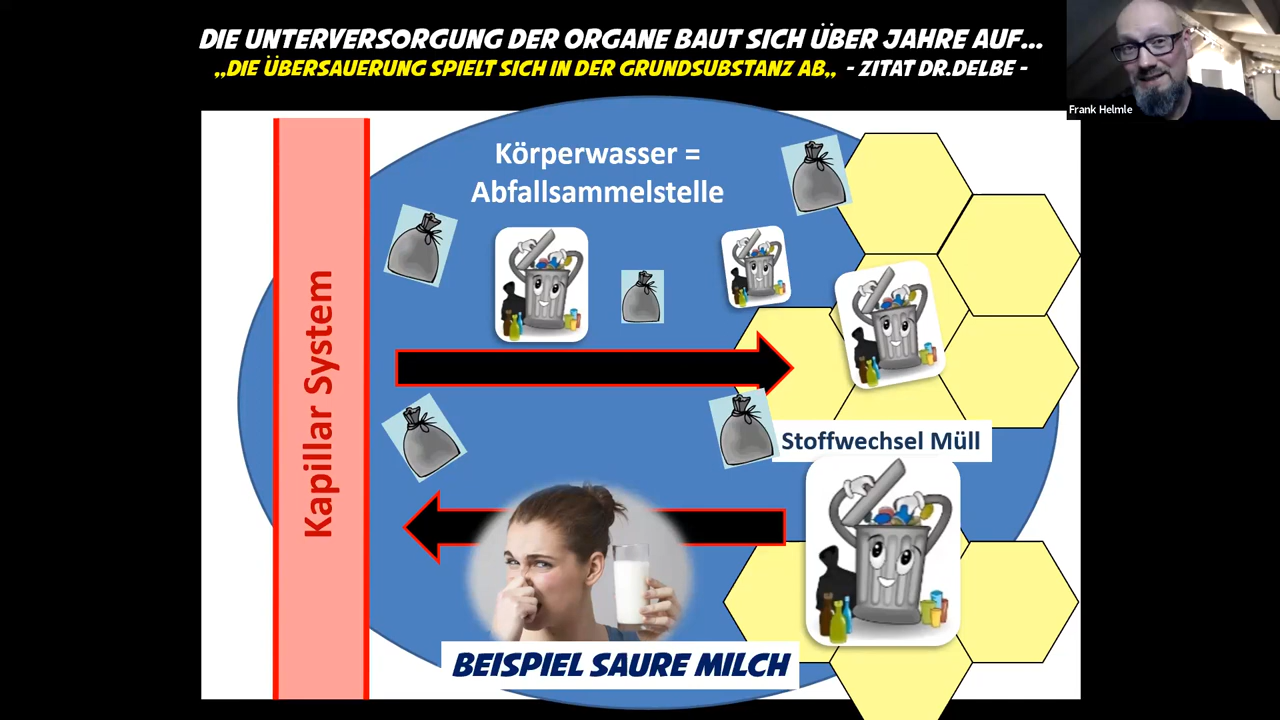 DIE UNTERVERSORGUNG DER ORGANE BAUT SICH ÜBER JAHRE AUF...
„DIE ÜBERSAUERUNG SPIELT SICH IN DER GRUNDSUBSTANZ AB„ - ZITAT DR.DELBE -
Frank Helmle
Körperwasser =
Abfallsammelstelle
Kapillar System
Stoffwechsel Müll
BEISPIEL SAURE MILCH